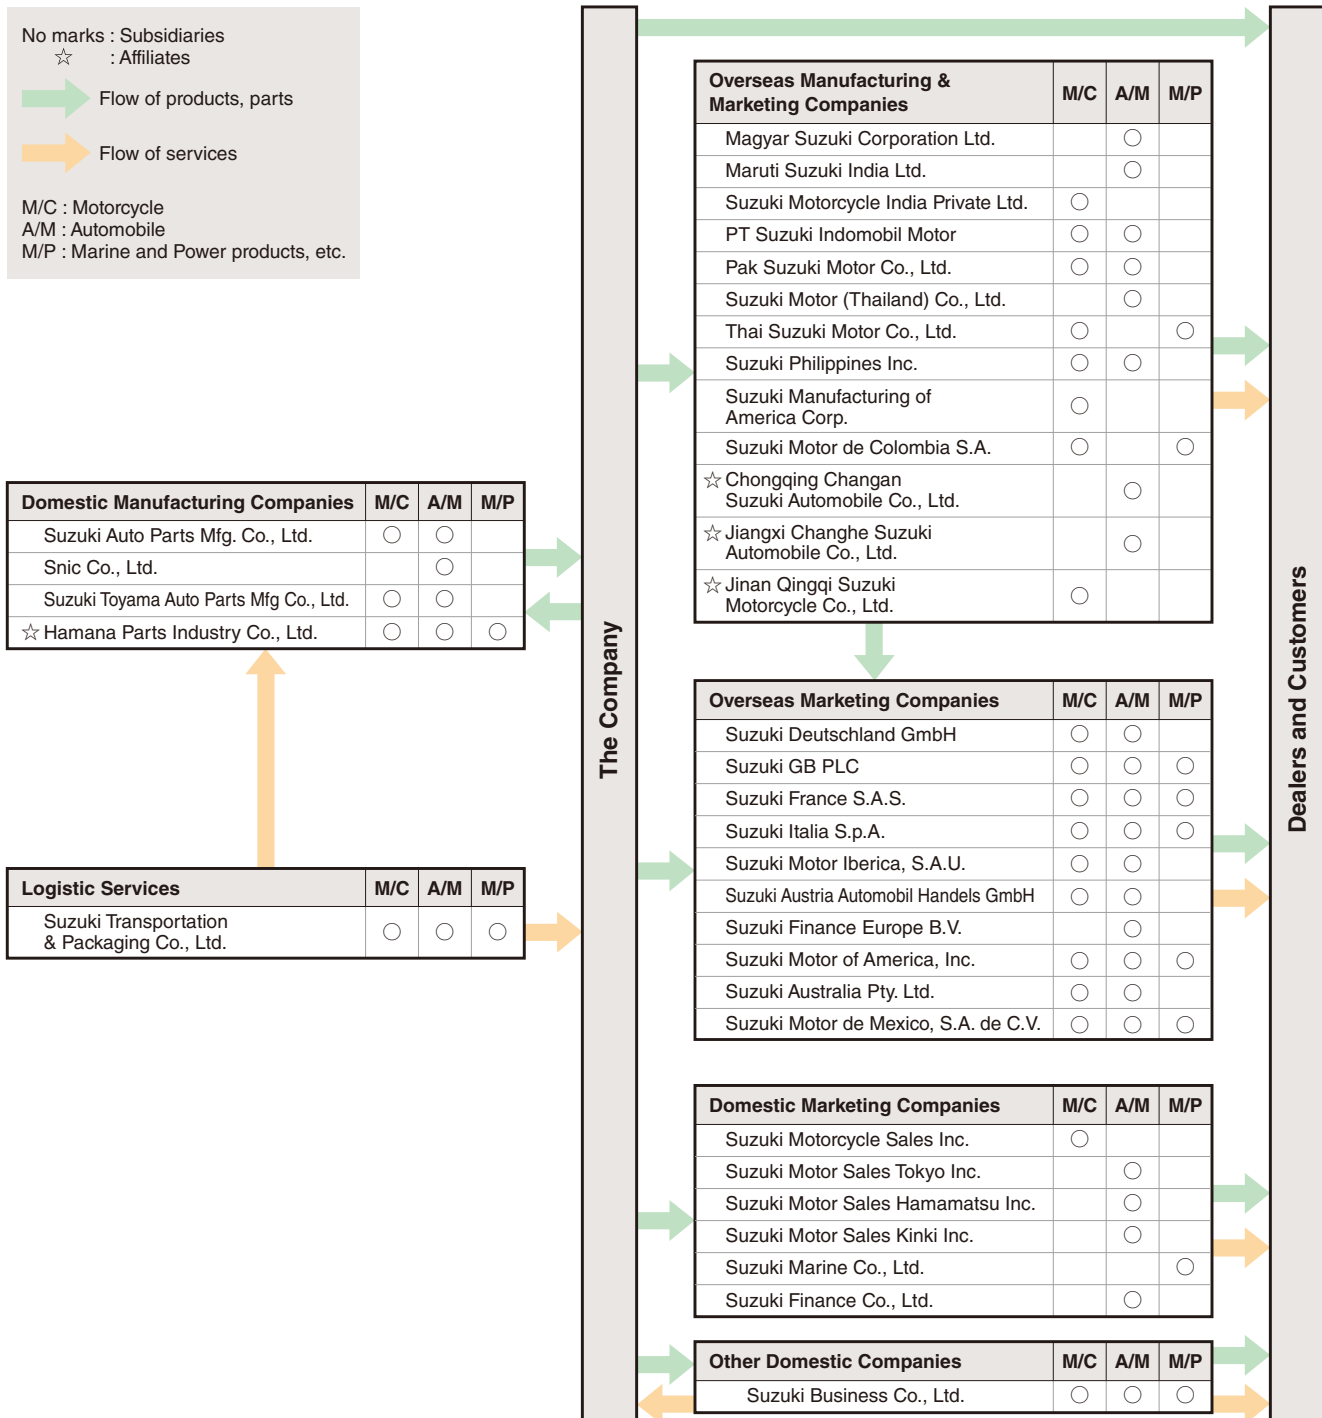 No marks : Subsidiaries
☆ : Affiliates
Flow of products, parts
Flow of services
M/C : Motorcycle
A/M : Automobile
M/P : Marine and Power products, etc.
Domestic Manufacturing Companies M/C A/M M/P
Suzuki Auto Parts Mfg. Co., Ltd. ○ ○
Snic Co., Ltd. ○
Suzuki Toyama Auto Parts Mfg Co., Ltd. ○ ○
☆ Hamana Parts Industry Co., Ltd. ○ ○ ○
Logistic Services M/C A/M M/P
Suzuki Transportation
& Packaging Co., Ltd. ○ ○ ○
The Company
Overseas Manufacturing &
Marketing Companies M/C A/M M/P
Magyar Suzuki Corporation Ltd. ○
Maruti Suzuki India Ltd. ○
Suzuki Motorcycle India Private Ltd. ○
PT Suzuki Indomobil Motor ○ ○
Pak Suzuki Motor Co., Ltd. ○ ○
Suzuki Motor (Thailand) Co., Ltd. ○
Thai Suzuki Motor Co., Ltd. ○ ○
Suzuki Philippines Inc. ○ ○
Suzuki Manufacturing of
America Corp. ○
Suzuki Motor de Colombia S.A. ○ ○
☆ Chongqing Changan
Suzuki Automobile Co., Ltd. ○
☆ Jiangxi Changhe Suzuki
Automobile Co., Ltd. ○
☆ Jinan Qingqi Suzuki
Motorcycle Co., Ltd. ○
Overseas Marketing Companies M/C A/M M/P
Suzuki Deutschland GmbH ○ ○
Suzuki GB PLC ○ ○ ○
Suzuki France S.A.S. ○ ○ ○
Suzuki Italia S.p.A. ○ ○ ○
Suzuki Motor Iberica, S.A.U. ○ ○
Suzuki Austria Automobil Handels GmbH ○ ○
Suzuki Finance Europe B.V. ○
Suzuki Motor of America, Inc. ○ ○ ○
Suzuki Australia Pty. Ltd. ○ ○
Suzuki Motor de Mexico, S.A. de C.V. ○ ○ ○
Domestic Marketing Companies M/C A/M M/P
Suzuki Motorcycle Sales Inc. ○
Suzuki Motor Sales Tokyo Inc. ○
Suzuki Motor Sales Hamamatsu Inc. ○
Suzuki Motor Sales Kinki Inc. ○
Suzuki Marine Co., Ltd. ○
Suzuki Finance Co., Ltd. ○
Other Domestic Companies M/C A/M M/P
Suzuki Business Co., Ltd. ○ ○ ○
Dealers and Customers